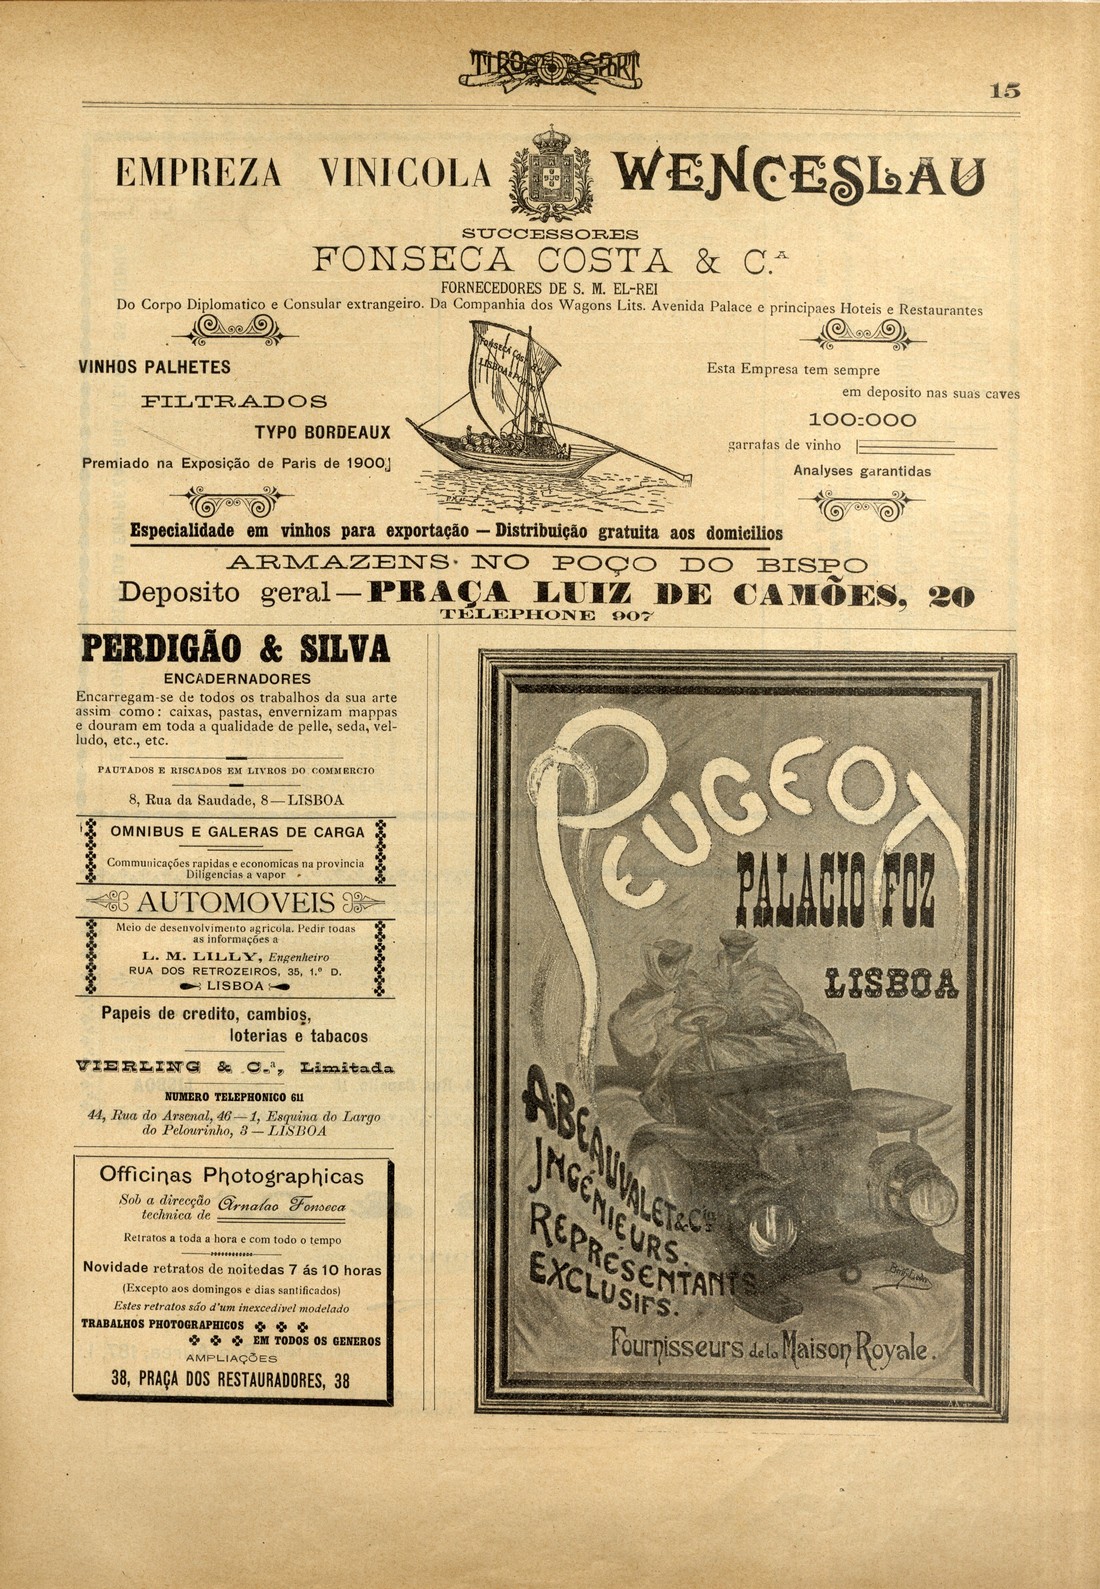 TIRO E SPORT
15
EMPREZA VINICOLA WENCESLAU
SUCCESSORES
FONSECA COSTA & C.A
FORNECEDORES DE S. M. EL-REI
Do Corpo Diplomatico e Consular extrangeiro. Da Companhia dos Wagons Lits. Avenida Palace e principaes Hoteis e Restaurantes
VINHOS PALHETES
FILTRADOS
TYPO BORDEAUX
Premiado na Exposição de Paris de 1900
FONSECA COSTA & C.A
LISBOA E PORTO
Esta Empresa tem sempre
em deposito nas suas caves
100:000
garratas de vinho
Analyses garantidas
Especialidade em vinhos para exportação — Distribuição gratuita aos domicilios
ARMAZENS NO POÇO DO BISPO
Deposito geral — PRAÇA LUIZ DE CAMÕES, 20
TELEPHONE 907
PERDIGÃO & SILVA
ENCADERNADORES
Encarregam-se de todos os trabalhos da sua arte
assim como: caixas, pastas, envernizam mappas
e douram em toda a qualidade de pelle, seda, vel-
ludo, etc., etc.
PAUTADOS E RISCADOS EM LIVROS DO COMMERCIO
8, Rua da Saudade, 8—LISBOA
OMNIBUS E GALERAS DE CARGA
Communicações rapidas e economicas na provincia
Diligencias a vapor
AUTOMOVEIS
Meio de desenvolvimento agricola. Pedir todas
as informações a
L. M. LILLY, Engenheiro
RUA DOS RETROZEIROS, 35, 1.º D.
LISBOA
Papeis de credito, cambios,
loterias e tabacos
VIERLING & C.a, Limitada
NUMERO TELEPHONICO 611
44, Rua do Arsenal, 46—1, Esquina do Largo
do Pelourinho, 3—LISBOA
Officinas Photographicas
Sob a direcção
technica de Arnaldo Fonseca
Retratos a toda a hora e com todo o tempo
Novidade retratos de noite das 7 ás 10 horas
(Excepto aos domingos e dias santificados)
Estes retratos são d'um inexcedivel modelado
TRABALHOS PHOTOGRAPHICOS
EM TODOS OS GENEROS
AMPLIAÇÕES
38, PRAÇA DOS RESTAURADORES, 38
PEUGEOT
PALACIO FOZ
LISBOA
A. BEAUVALET & Cie
INGÉNIEURS.
REPRÉSENTANTS
EXCLUSIFS.
Fournisseurs de la Maison Royale.